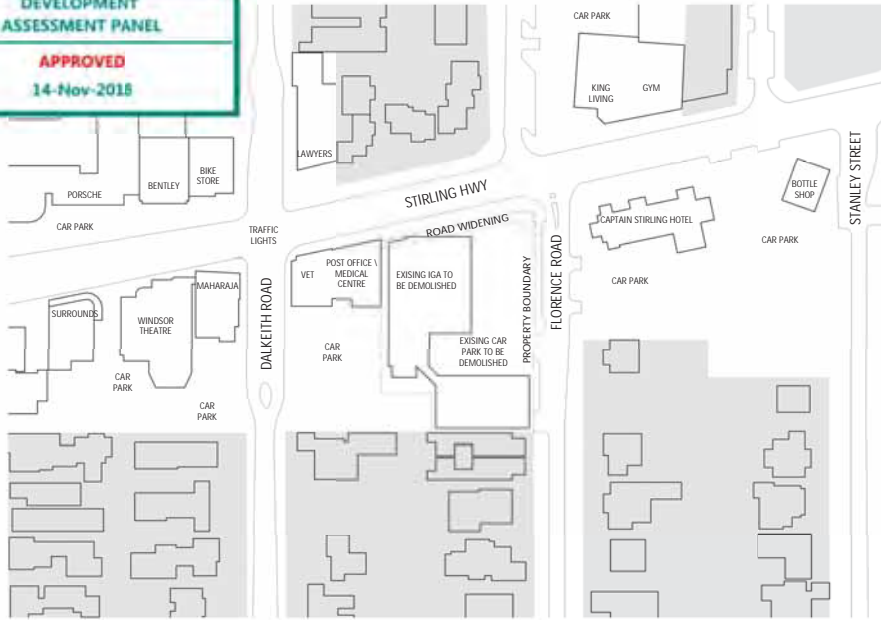 DEVELOPMENT
ASSESSMENT PANEL
APPROVED
14-Nov-2018
CAR PARK
KING
LIVING
GYM
LAWYERS
PORSCHE
BENTLEY
BIKE
STORE
CAR PARK
STIRLING HWY
ROAD WIDENING
TRAFFIC
LIGHTS
CAPTAIN STIRLING HOTEL
BOTTLE
SHOP
CAR PARK
STANLEY STREET
VET
POST OFFICE \
MEDICAL
CENTRE
EXISING IGA TO
BE DEMOLISHED
PROPERTY BOUNDARY
FLORENCE ROAD
CAR PARK
SURROUNDS
WINDSOR
THEATRE
MAHARAJA
DALKEITH ROAD
CAR
PARK
EXISING CAR
PARK TO BE
DEMOLISHED
CAR
PARK
CAR
PARK